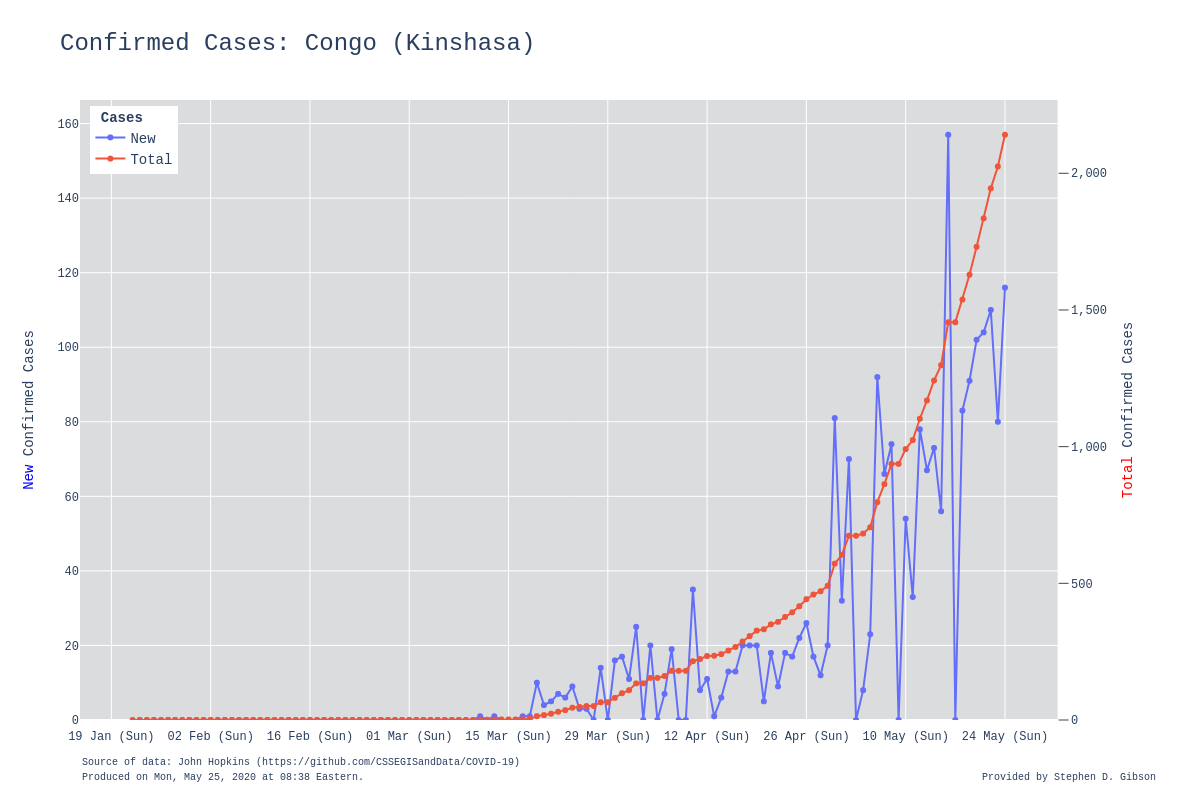 Confirmed Cases: Congo (Kinshasa)
Cases
New
Total
160
140
120
100
80
60
40
20
0
New Confirmed Cases
2,000
1,500
1,000
500
0
Total Confirmed Cases
19 Jan (Sun) 02 Feb (Sun) 16 Feb (Sun) 01 Mar (Sun) 15 Mar (Sun) 29 Mar (Sun) 12 Apr (Sun) 26 Apr (Sun) 10 May (Sun) 24 May (Sun)
Source of data: John Hopkins (https://github.com/CSSEGISandData/COVID-19)
Produced on Mon, May 25, 2020 at 08:38 Eastern.
Provided by Stephen D. Gibson